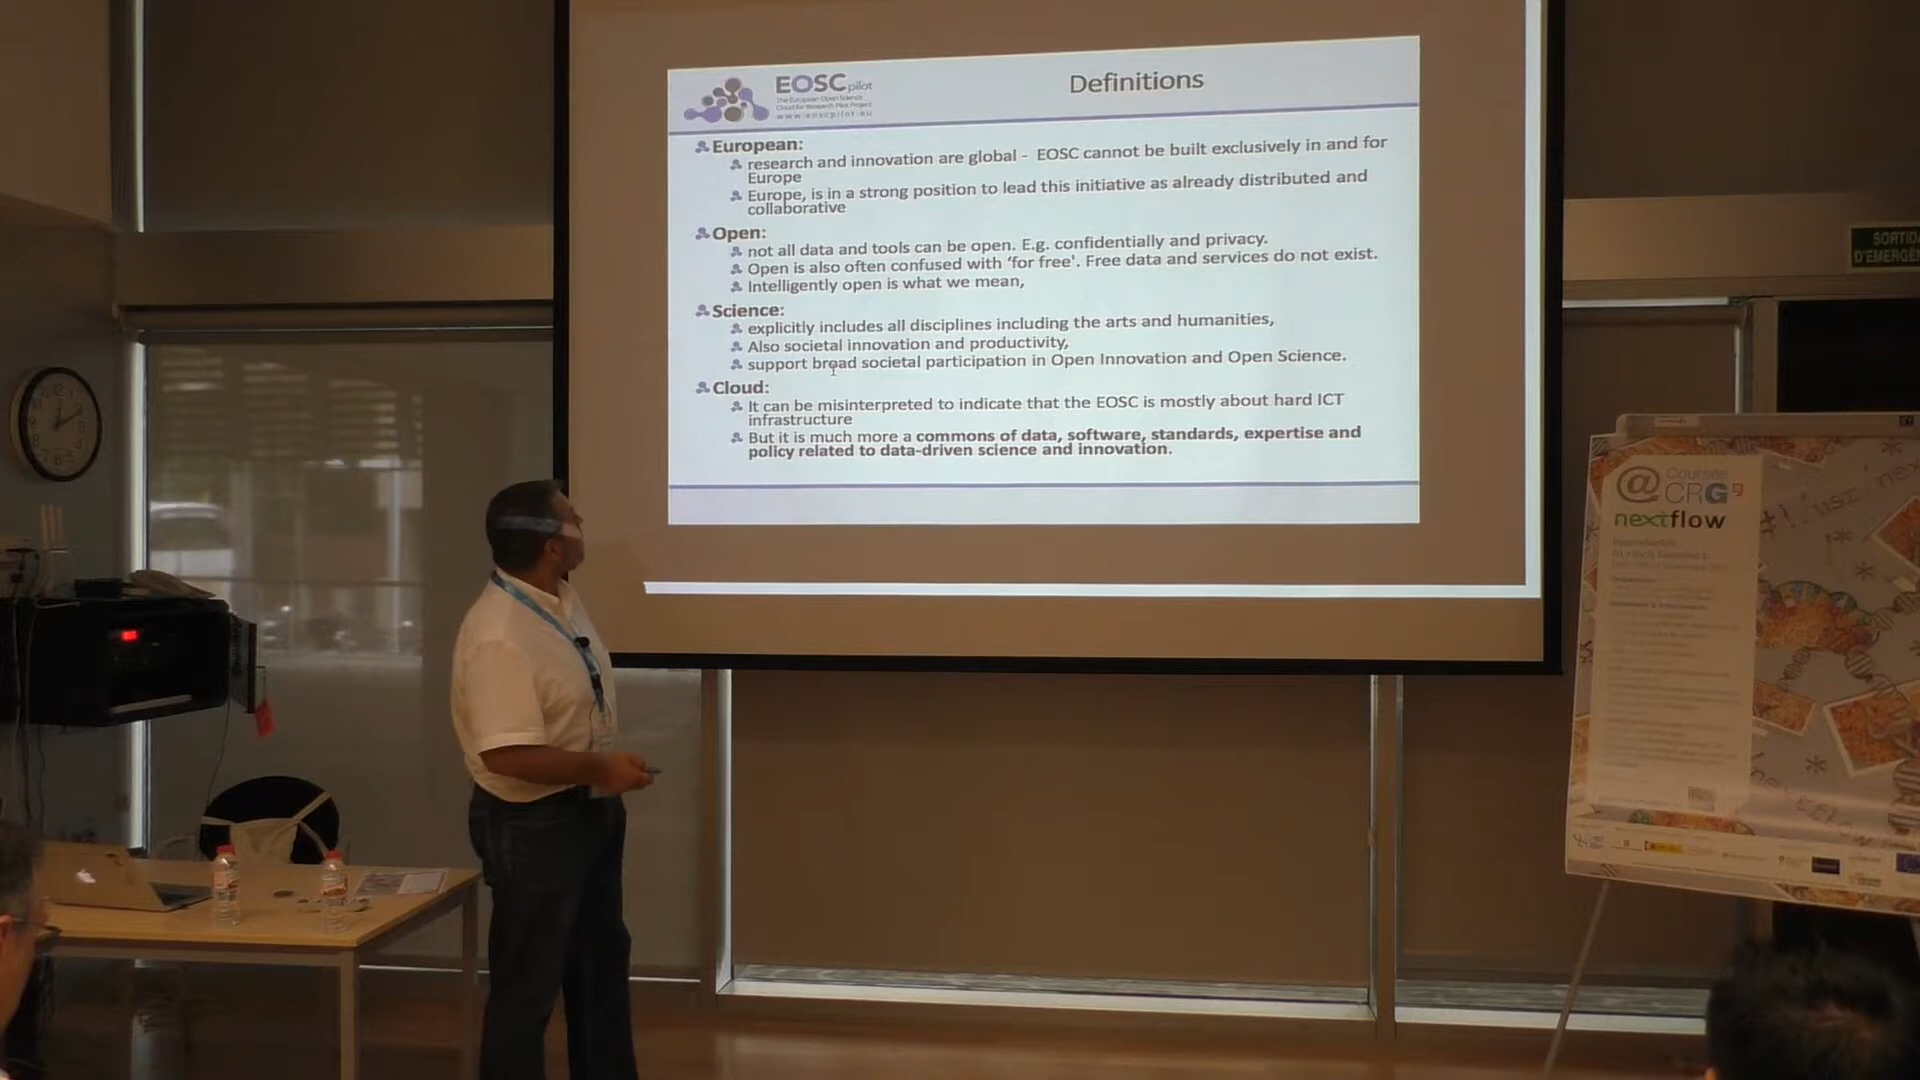 EOSCpilot
The European Open Science
Cloud for Research Pilot Project
www.eoscpilot.eu
Definitions
European:
research and innovation are global - EOSC cannot be built exclusively in and for
Europe
Europe, is in a strong position to lead this initiative as already distributed and
collaborative
Open:
not all data and tools can be open. E.g. confidentially and privacy.
Open is also often confused with ‘for free'. Free data and services do not exist.
Intelligently open is what we mean,
Science:
explicitly includes all disciplines including the arts and humanities,
Also societal innovation and productivity,
support broad societal participation in Open Innovation and Open Science.
Cloud:
It can be misinterpreted to indicate that the EOSC is mostly about hard ICT
infrastructure
But it is much more a commons of data, software, standards, expertise and
policy related to data-driven science and innovation.
SORTIDA
D'EMERGÈN
@ Courses
CRG
nextflow